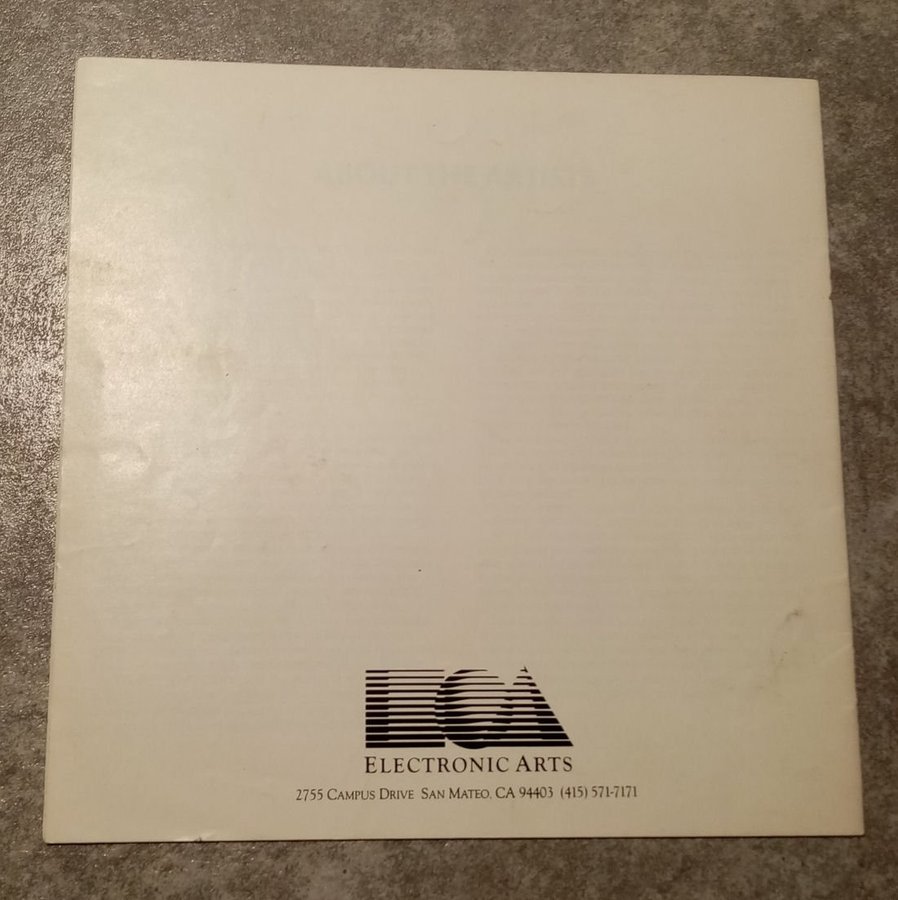 ELECTRONIC ARTS
2755 CAMPUS DRIVE SAN MATEO, CA 94403 (415) 571-7171